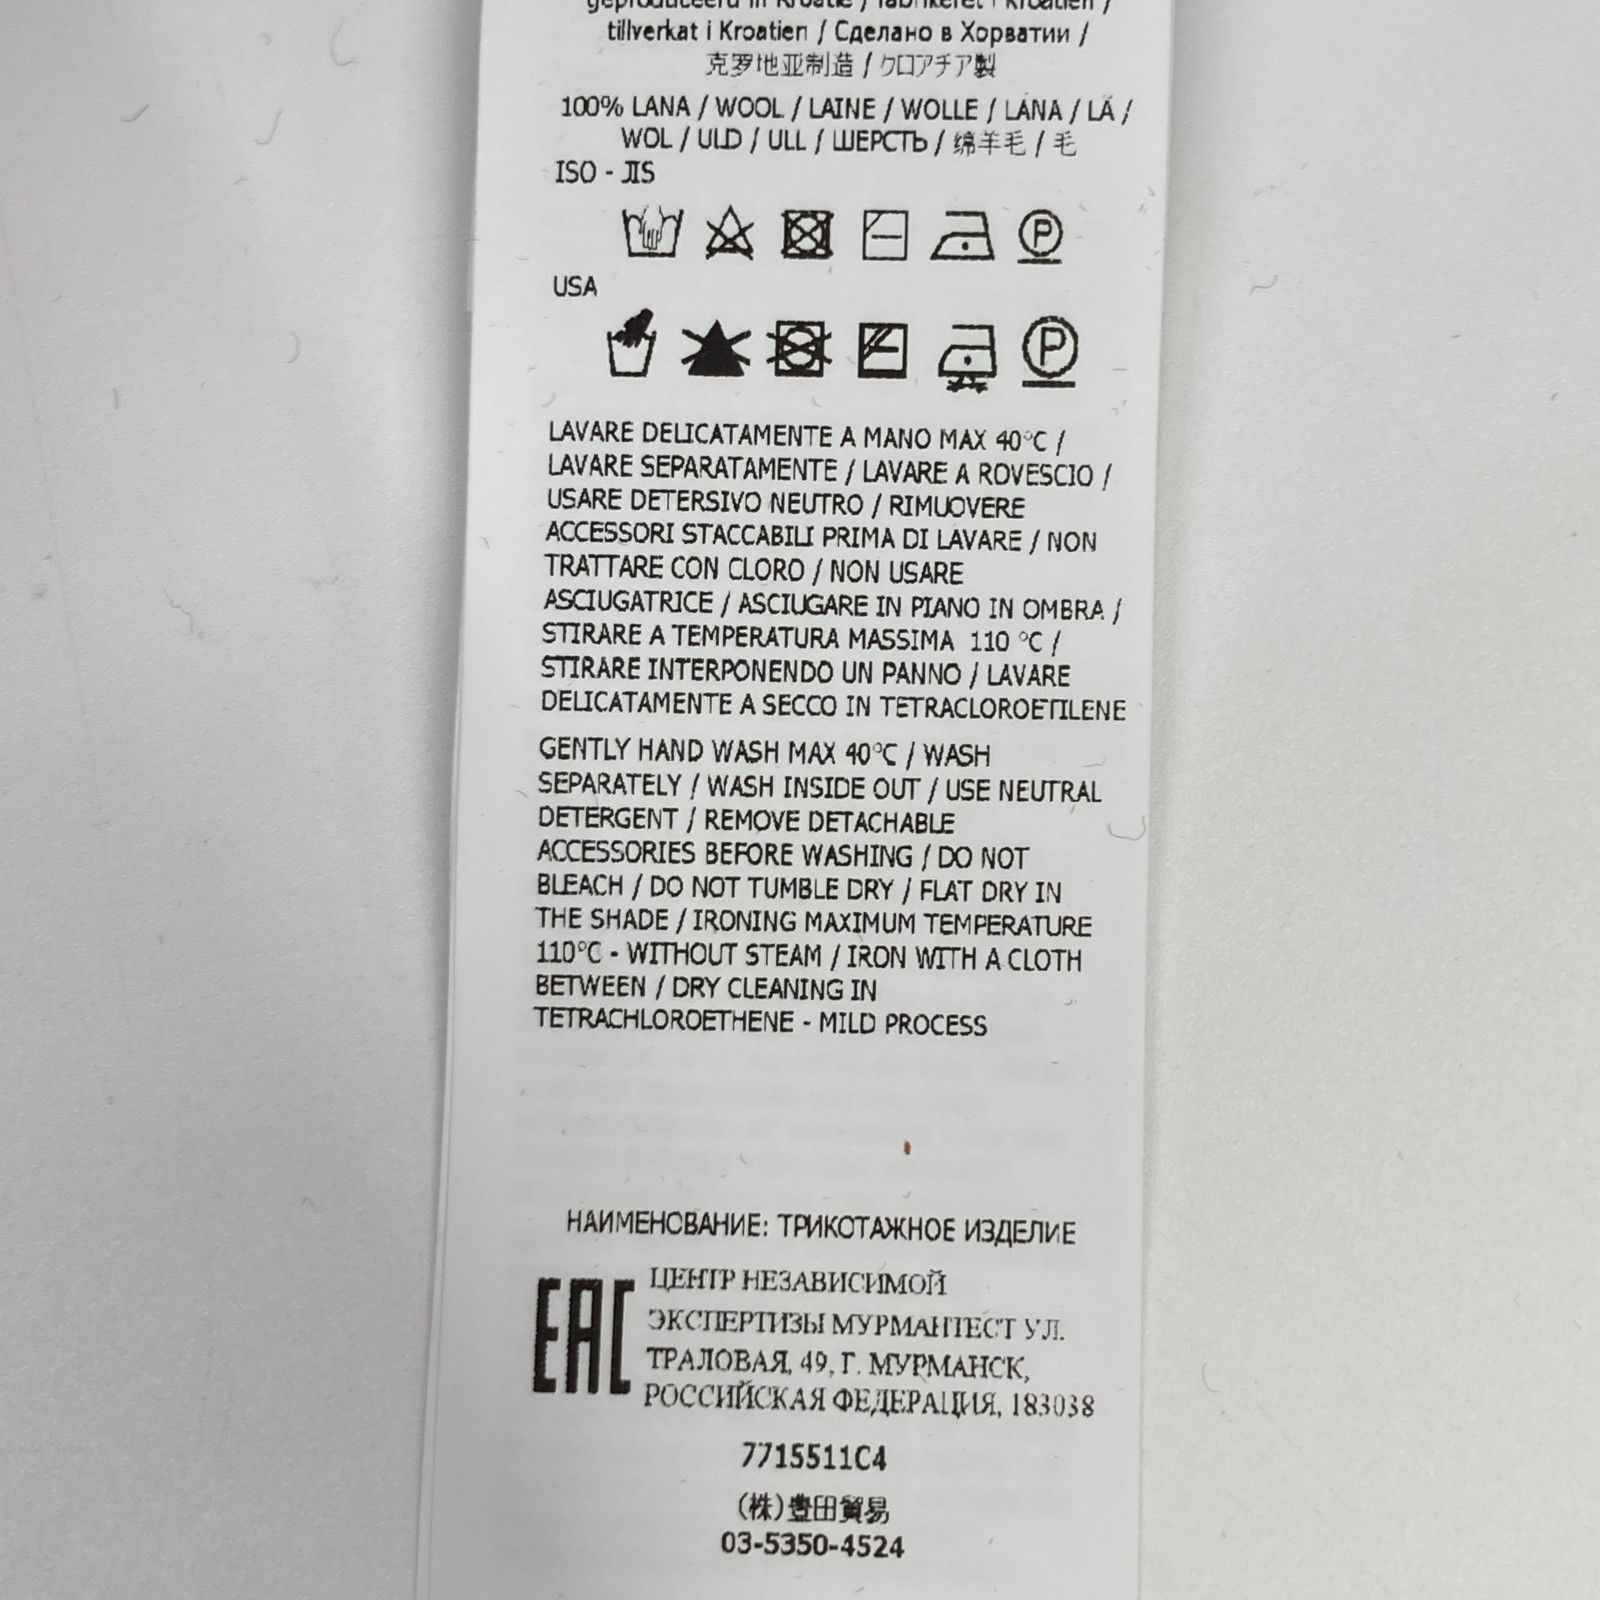 geproduceerd in Kroatië / fabrikeret i Kroatien /
tillverkat i Kroatien / Сделано в Хорватии /
克罗地亚制造 / クロアチア製
100% LANA / WOOL / LAINE / WOLLE / LANA / LÃ /
WOL / ULD / ULL / ШЕРСТЬ / 绵羊毛 / 毛
ISO - JIS
P
USA
P
LAVARE DELICATAMENTE A MANO MAX 40°C /
LAVARE SEPARATAMENTE / LAVARE A ROVESCIO /
USARE DETERSIVO NEUTRO / RIMUOVERE
ACCESSORI STACCABILI PRIMA DI LAVARE / NON
TRATTARE CON CLORO / NON USARE
ASCIUGATRICE / ASCIUGARE IN PIANO IN OMBRA /
STIRARE A TEMPERATURA MASSIMA 110 °C /
STIRARE INTERPONENDO UN PANNO / LAVARE
DELICATAMENTE A SECCO IN TETRACLOROETILENE
GENTLY HAND WASH MAX 40°C / WASH
SEPARATELY / WASH INSIDE OUT / USE NEUTRAL
DETERGENT / REMOVE DETACHABLE
ACCESSORIES BEFORE WASHING / DO NOT
BLEACH / DO NOT TUMBLE DRY / FLAT DRY IN
THE SHADE / IRONING MAXIMUM TEMPERATURE
110°C - WITHOUT STEAM / IRON WITH A CLOTH
BETWEEN / DRY CLEANING IN
TETRACHLOROETHENE - MILD PROCESS
НАИМЕНОВАНИЕ: ТРИКОТАЖНОЕ ИЗДЕЛИЕ
EAC
ЦЕНТР НЕЗАВИСИМОЙ
ЭКСПЕРТИЗЫ МУРМАНТЕСТ УЛ.
ТРАЛОВАЯ, 49, Г. МУРМАНСК,
РОССИЙСКАЯ ФЕДЕРАЦИЯ, 183038
7715511C4
(株)豊田貿易
03-5350-4524